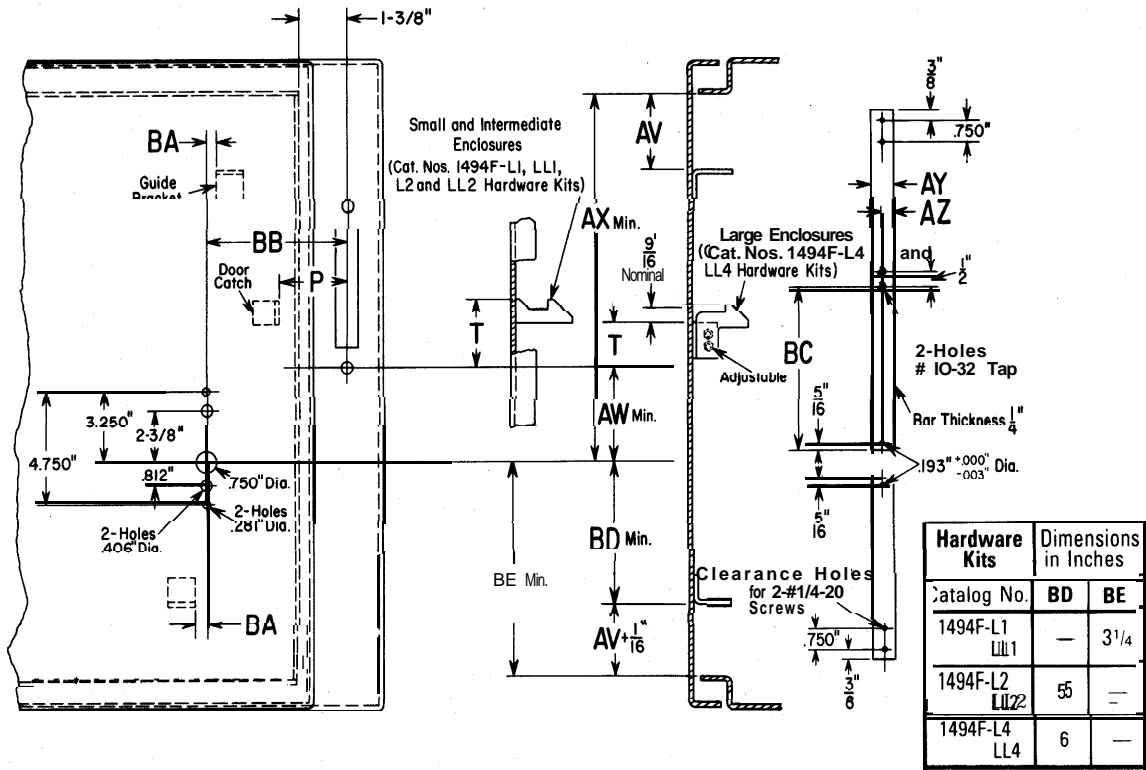 1-3/8"
BA
Guide
Bracket
BB
Door
Catch
P
3.250"
2-3/8"
4.750"
.812"
.750"Dia.
2-Holes
.281"Dia.
2-Holes
.406"Dia.
BA
Small and Intermediate
Enclosures
(Cat. Nos. 1494F-L1, LL1,
L2 and LL2 Hardware Kits)
T
AX Min.
AV
9"
16
Nominal
Large Enclosures
(Cat. Nos. 1494F-L4 and
LL4 Hardware Kits)
T
Adjustable
AW Min.
BD Min.
BE Min.
AV+1"
16
3"
8
.750"
AY
AZ
1"
2
BC
2-Holes
# 10-32 Tap
5"
16
Bar Thickness 1"
4
.193" +.000"
-.003" Dia.
5"
16
Clearance Holes
for 2-#1/4-20
Screws
.750"
3"
8
Hardware Kits Dimensions in Inches
Catalog No. BD BE
1494F-L1
LL1 — 3 1/4
1494F-L2
—
1494F-L4
LL4 6 —